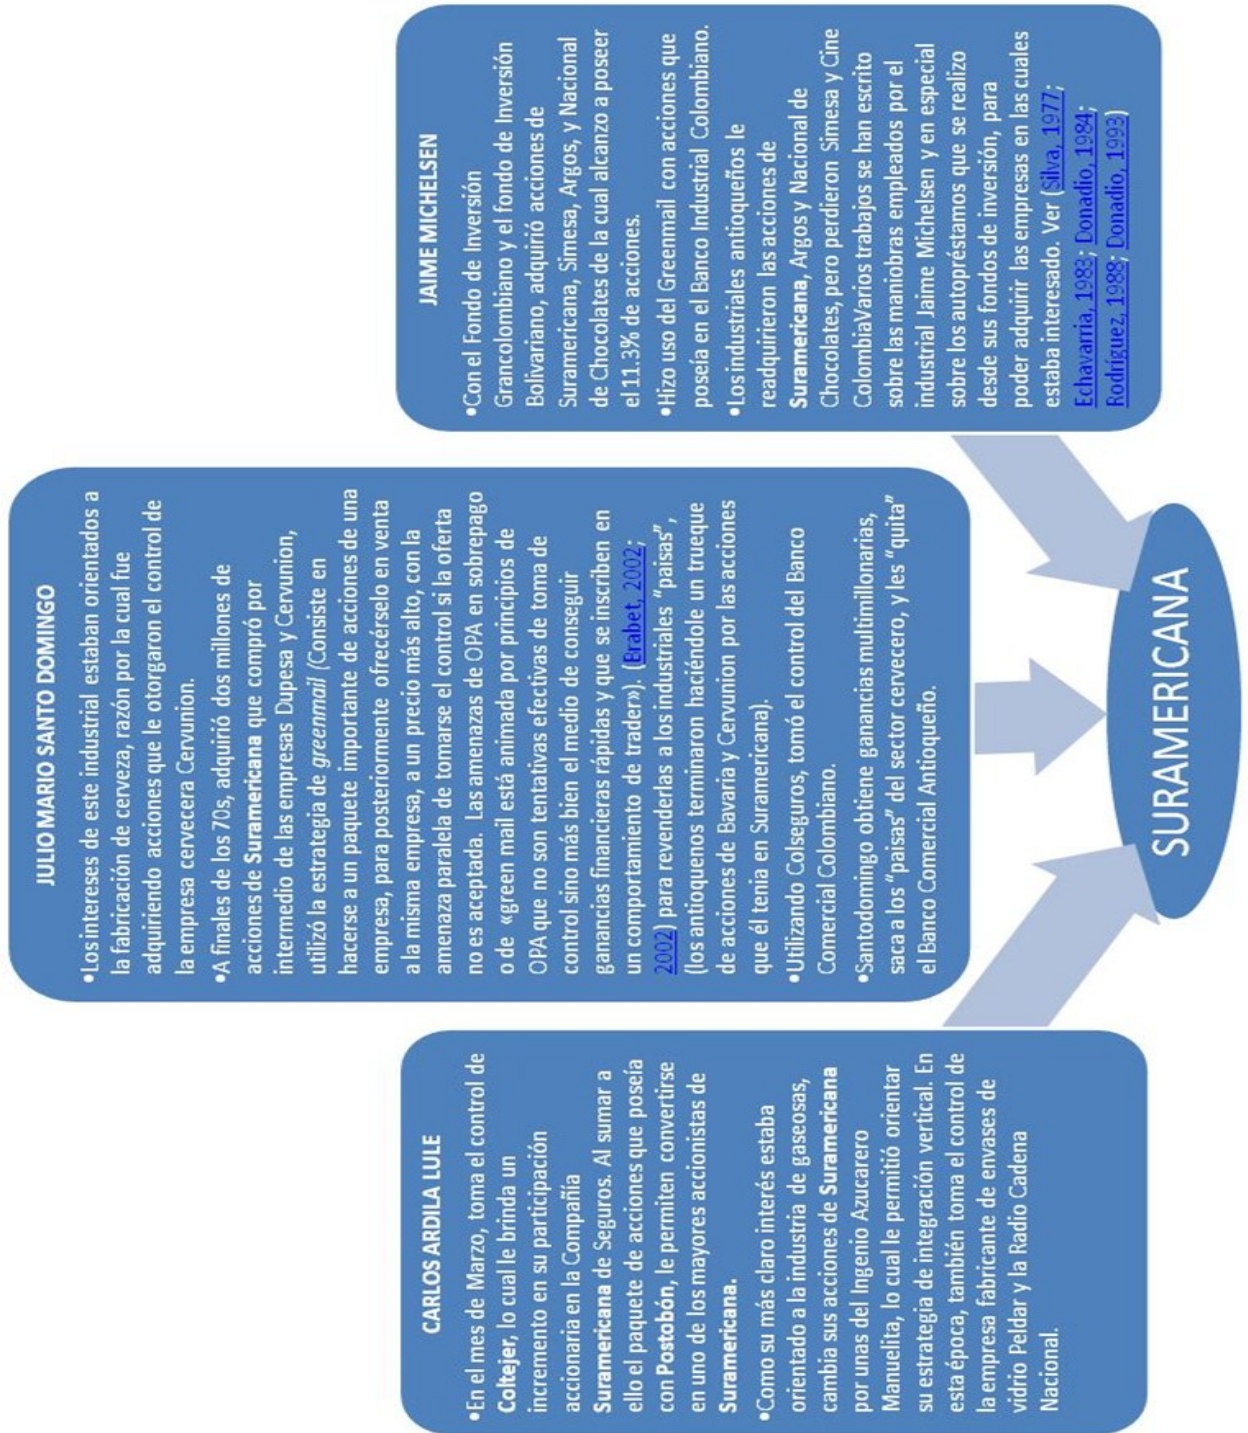 CARLOS ARDILA LULE
•En el mes de Marzo, toma el control de
Coltejer, lo cual le brinda un
incremento en su participación
accionaria en la Compañía
Suramericana de Seguros. Al sumar a
ello el paquete de acciones que poseía
con Postobón, le permiten convertirse
en uno de los mayores accionistas de
Suramericana.
•Como su más claro interés estaba
orientado a la industria de gaseosas,
cambia sus acciones de Suramericana
por unas del Ingenio Azucarero
Manuelita, lo cual le permitió orientar
su estrategia de integración vertical. En
esta época, también toma el control de
la empresa fabricante de envases de
vidrio Peldar y la Radio Cadena
Nacional.
JULIO MARIO SANTO DOMINGO
•Los intereses de este industrial estaban orientados a
la fabricación de cerveza, razón por la cual fue
adquiriendo acciones que le otorgaron el control de
la empresa cervecera Cervunion.
•A finales de los 70s, adquirió dos millones de
acciones de Suramericana que compró por
intermedio de las empresas Dupesa y Cervunion,
utilizó la estrategia de greenmail (Consiste en
hacerse a un paquete importante de acciones de una
empresa, para posteriormente ofrecérselo en venta
a la misma empresa, a un precio más alto, con la
amenaza paralela de tomarse el control si la oferta
no es aceptada. Las amenazas de OPA en sobrepago
o de «green mail está animada por principios de
OPA que no son tentativas efectivas de toma de
control sino más bien el medio de conseguir
ganancias financieras rápidas y que se inscriben en
un comportamiento de trader»). (Brabet, 2002;
2002) para revenderlas a los industriales "paisas",
(los antioquenos terminaron haciéndole un trueque
de acciones de Bavaria y Cervunion por las acciones
que él tenia en Suramericana).
•Utilizando Colseguros, tomó el control del Banco
Comercial Colombiano.
•Santodomingo obtiene ganancias multimillonarias,
saca a los "paisas" del sector cervecero, y les "quita"
el Banco Comercial Antioqueño.
JAIME MICHELSEN
•Con el Fondo de Inversión
Grancolombiano y el fondo de Inversión
Bolivariano, adquirió acciones de
Suramericana, Simesa, Argos, y Nacional
de Chocolates de la cual alcanzo a poseer
el 11.3% de acciones.
•Hizo uso del Greenmail con acciones que
poseía en el Banco Industrial Colombiano.
•Los industriales antioqueños le
readquirieron las acciones de
Suramericana, Argos y Nacional de
Chocolates, pero perdieron Simesa y Cine
ColombiaVarios trabajos se han escrito
sobre las maniobras empleados por el
industrial Jaime Michelsen y en especial
sobre los autopréstamos que se realizo
desde sus fondos de inversión, para
poder adquirir las empresas en las cuales
estaba interesado. Ver (Silva, 1977;
Echavarria, 1983; Donadio, 1984;
Rodríguez, 1988; Donadio, 1993)
SURAMERICANA